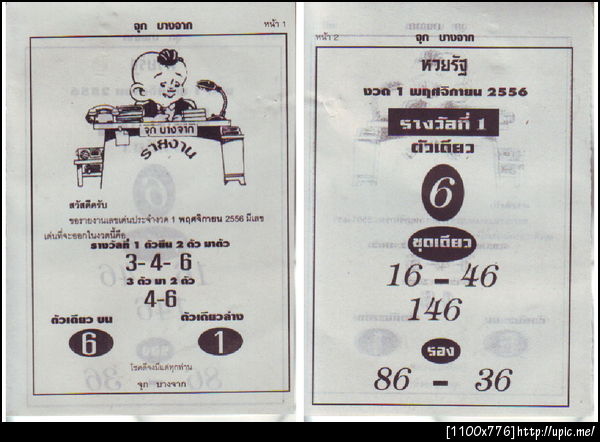 จุก บางจาก
หน้า 1
จุก บางจาก
รายงาน
สวัสดีครับ
ขอรายงานเลขเด่นประจำงวด 1 พฤศจิกายน 2556 มีเลข
เด่นที่จะออกในงวดนี้คือ
รางวัลที่ 1 ตัวยืน 2 ตัว มาตัว
3-4-6
3 ตัว มา 2 ตัว
4-6
ตัวเดียว บน
ตัวเดียวล่าง
6
1
โชคดีจงมีแด่ทุกท่าน
จุก บางจาก
หน้า 2
จุก บางจาก
หวยรัฐ
งวด 1 พฤศจิกายน 2556
รางวัลที่ 1
ตัวเดียว
6
ชุดเดียว
16 - 46
146
รอง
86 - 36
[1100x776]http://upic.me/